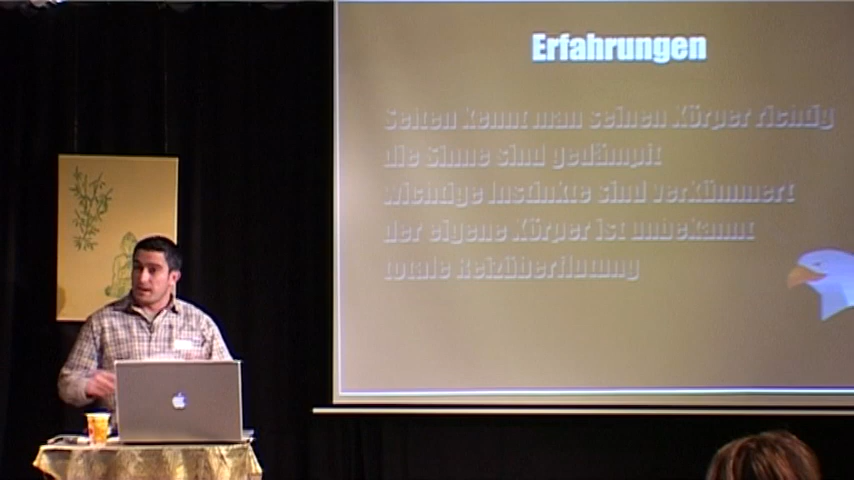 Erfahrungen
Selten kennt man seinen Körper richtig
die Sinne sind gedämpft
wichtige Instinkte sind verkümmert
der eigene Körper ist unbekannt
totale Reizüberflutung